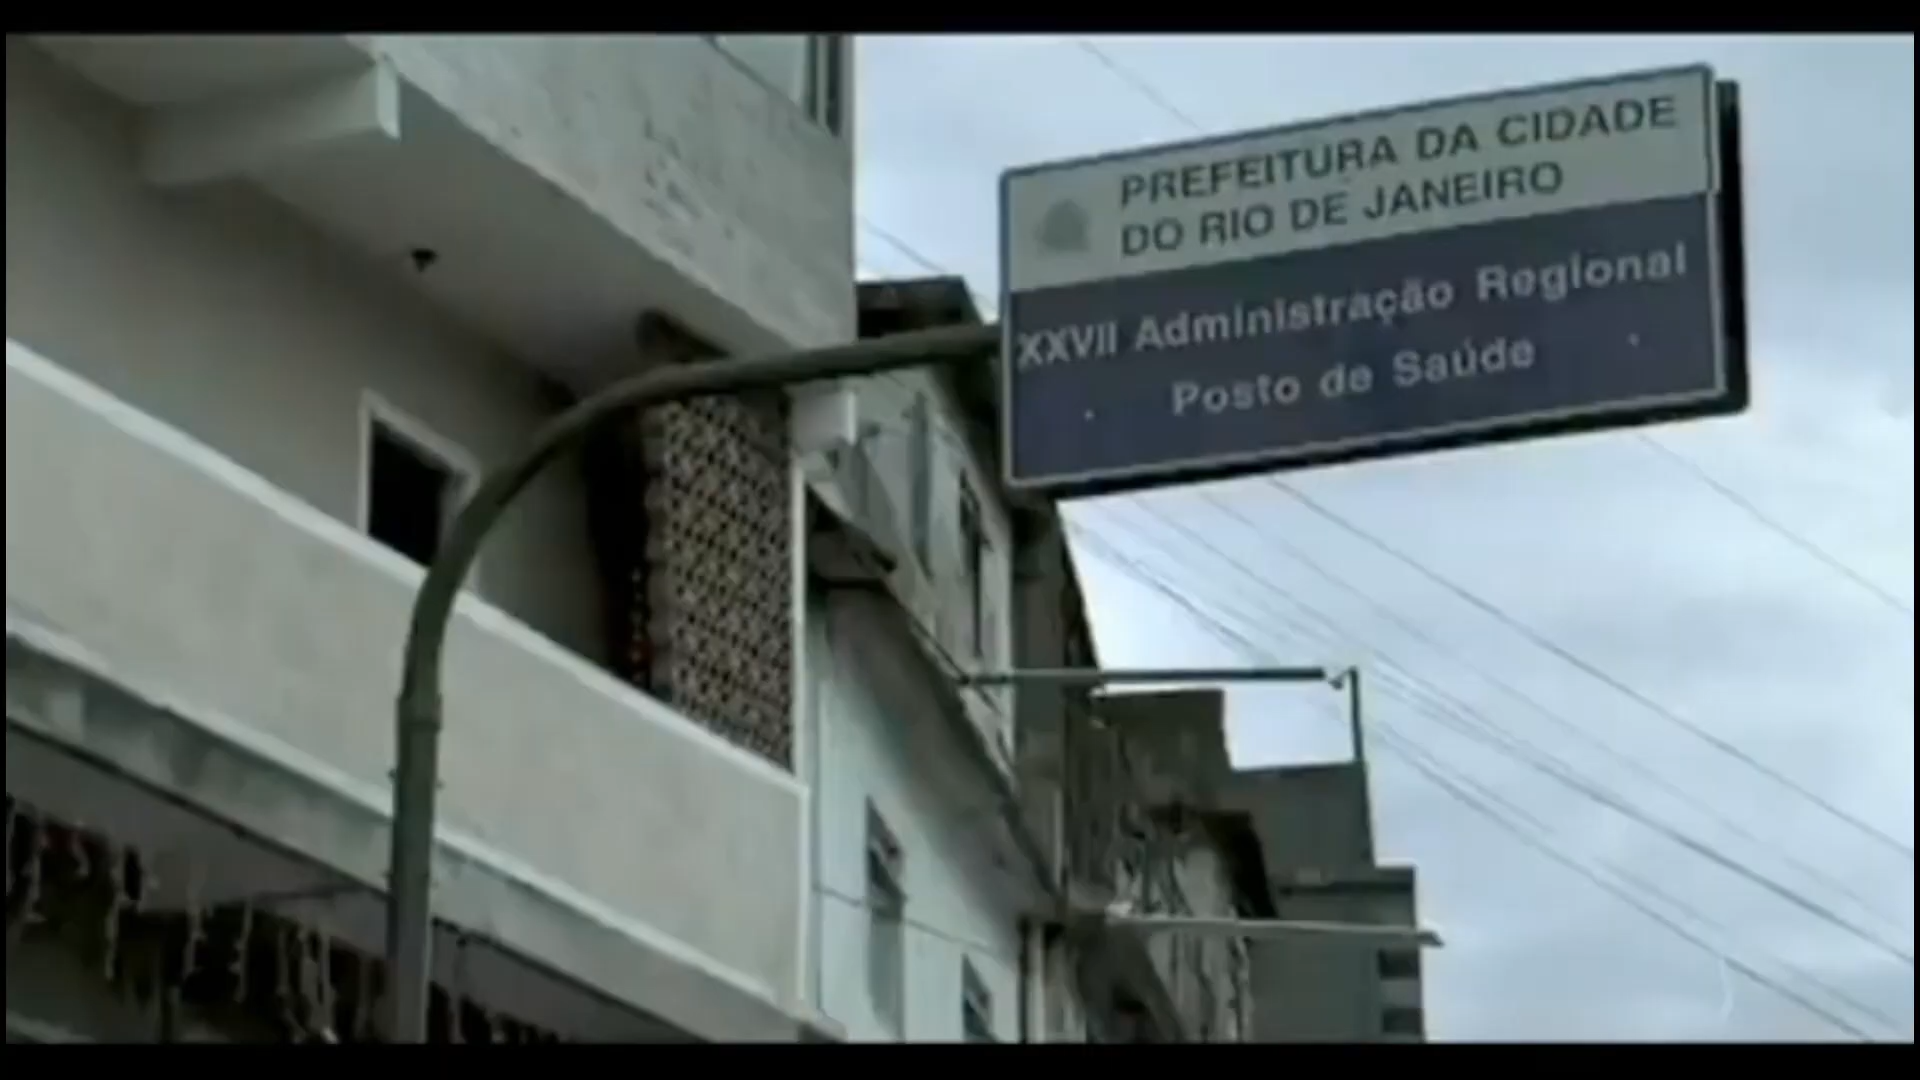 PREFEITURA DA CIDADE
DO RIO DE JANEIRO
XXVII Administração Regional
Posto de Saúde